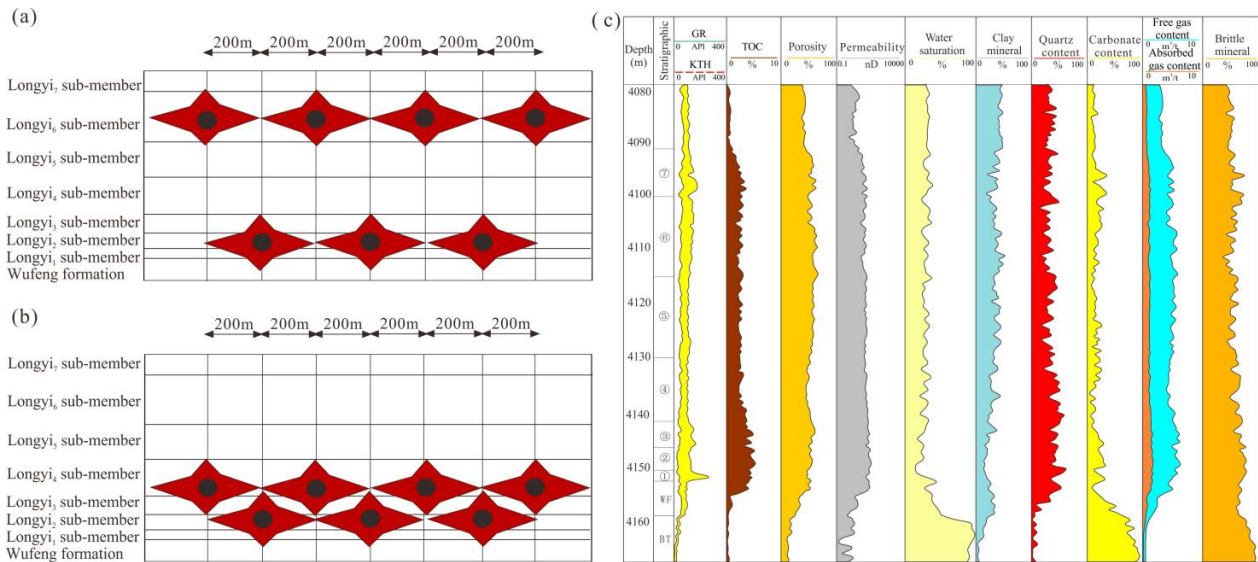 (a)
200m 200m 200m 200m 200m 200m
Longyi₇ sub-member
Longyi₆ sub-member
Longyi₅ sub-member
Longyi₄ sub-member
Longyi₃ sub-member
Longyi₂ sub-member
Longyi₁ sub-member
Wufeng formation
(b)
200m 200m 200m 200m 200m 200m
Longyi₇ sub-member
Longyi₆ sub-member
Longyi₅ sub-member
Longyi₄ sub-member
Longyi₃ sub-member
Longyi₂ sub-member
Longyi₁ sub-member
Wufeng formation
(c)
Depth (m)
Stratigraphic
GR
0 API 400
KTH
0 API 400
TOC
0 % 10
Porosity
0 % 10
Permeability
0.1 nD 10000
Water saturation
0 % 100
Clay mineral
0 % 100
Quartz content
0 % 100
Carbonate content
0 % 100
Free gas content
0 m³/t 10
Absorbed gas content
0 m³/t 10
Brittle mineral
0 % 100
4080
4090
⑦
4100
⑥
4110
4120
⑤
4130
④
4140
③
②
4150
①
WF
4160
BT